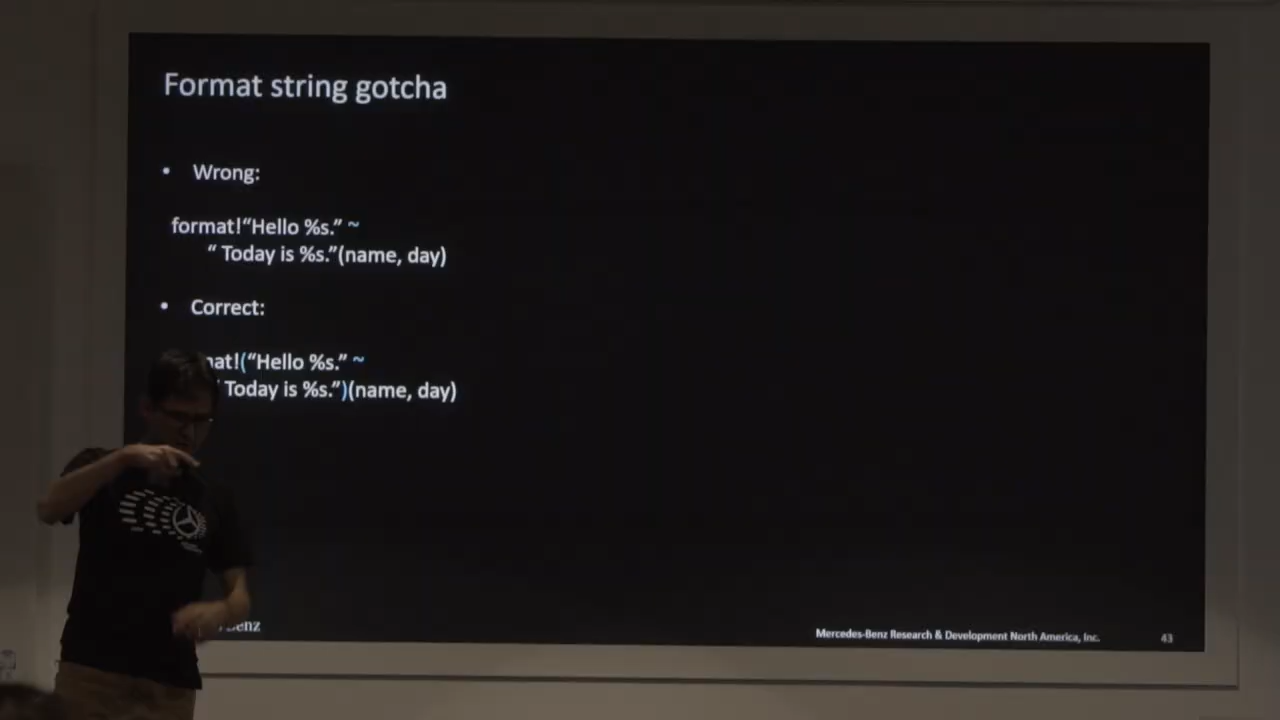 Format string gotcha
• Wrong:
format!“Hello %s.” ~
“ Today is %s.”(name, day)
• Correct:
mat!(“Hello %s.” ~
“ Today is %s.”)(name, day)
Mercedes-Benz Research & Development North America, Inc.
43